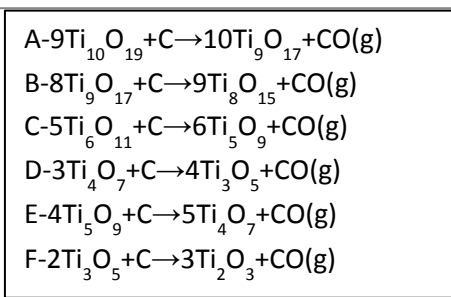 A-9Ti₁₀O₁₉+C→10Ti₉O₁₇+CO(g)
B-8Ti₉O₁₇+C→9Ti₈O₁₅+CO(g)
C-5Ti₆O₁₁+C→6Ti₅O₉+CO(g)
D-3Ti₄O₇+C→4Ti₃O₅+CO(g)
E-4Ti₅O₉+C→5Ti₄O₇+CO(g)
F-2Ti₃O₅+C→3Ti₂O₃+CO(g)